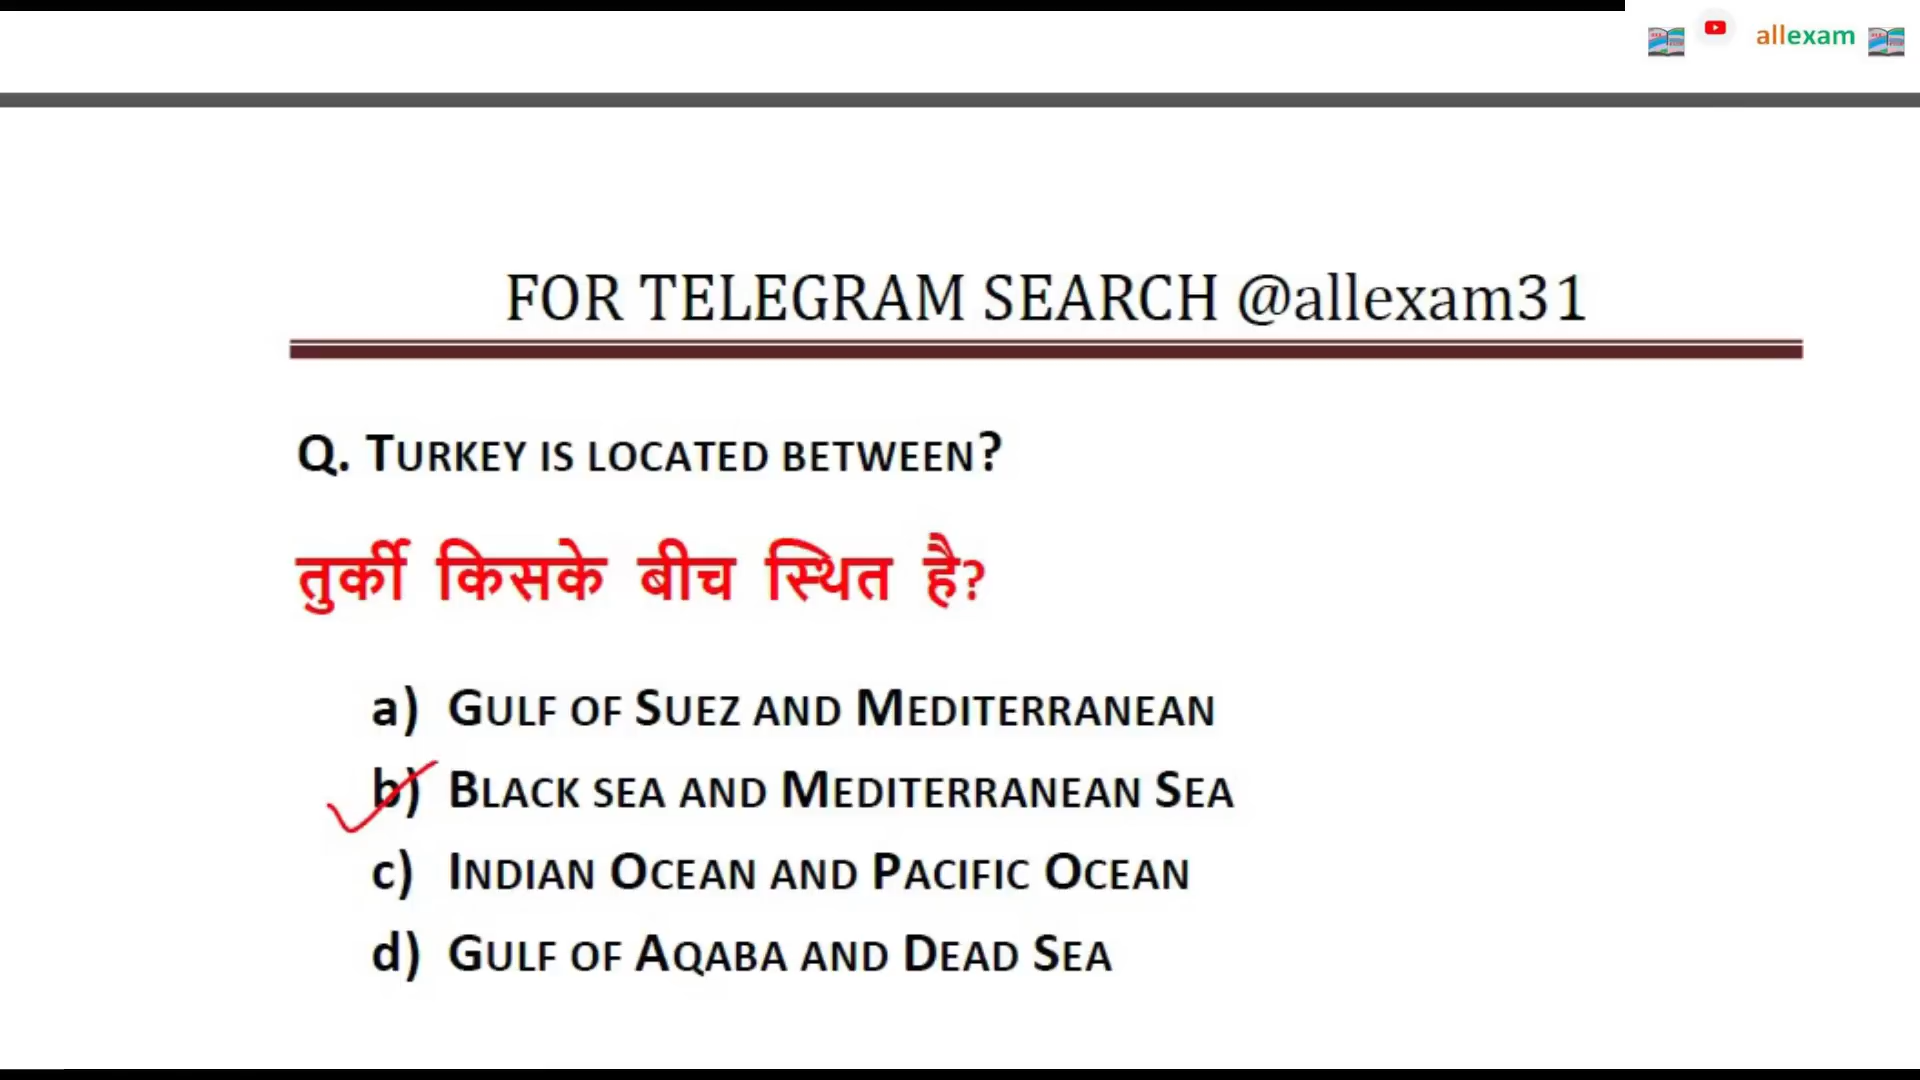 allexam
FOR TELEGRAM SEARCH @allexam31
Q. TURKEY IS LOCATED BETWEEN?
तुर्की किसके बीच स्थित है?
a) GULF OF SUEZ AND MEDITERRANEAN
b) BLACK SEA AND MEDITERRANEAN SEA
c) INDIAN OCEAN AND PACIFIC OCEAN
d) GULF OF AQABA AND DEAD SEA